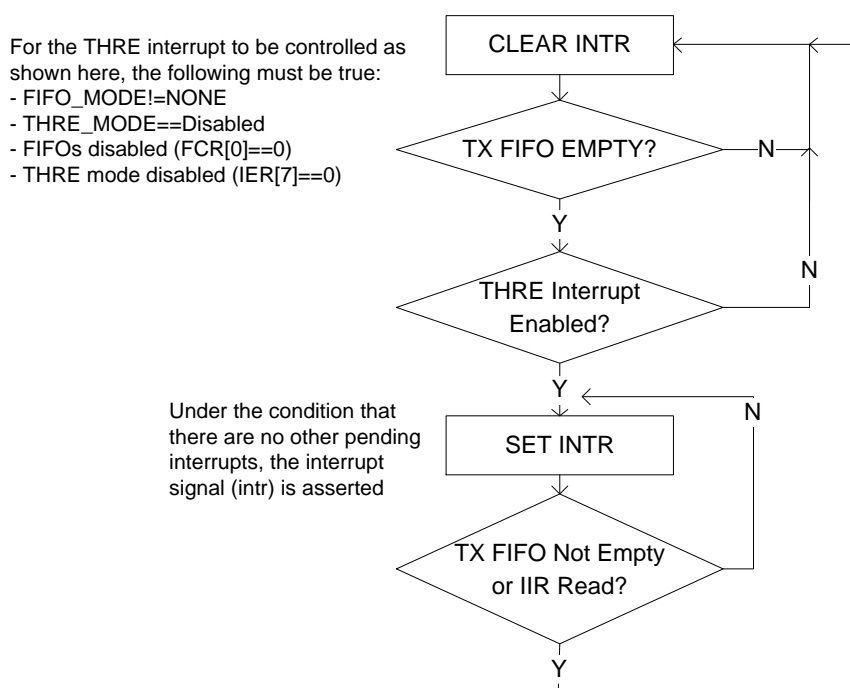 For the THRE interrupt to be controlled as
shown here, the following must be true:
- FIFO_MODE!=NONE
- THRE_MODE==Disabled
- FIFOs disabled (FCR[0]==0)
- THRE mode disabled (IER[7]==0)
CLEAR INTR
TX FIFO EMPTY?
N
Y
THRE Interrupt
Enabled?
N
Y
Under the condition that
there are no other pending
interrupts, the interrupt
signal (intr) is asserted
SET INTR
N
TX FIFO Not Empty
or IIR Read?
Y